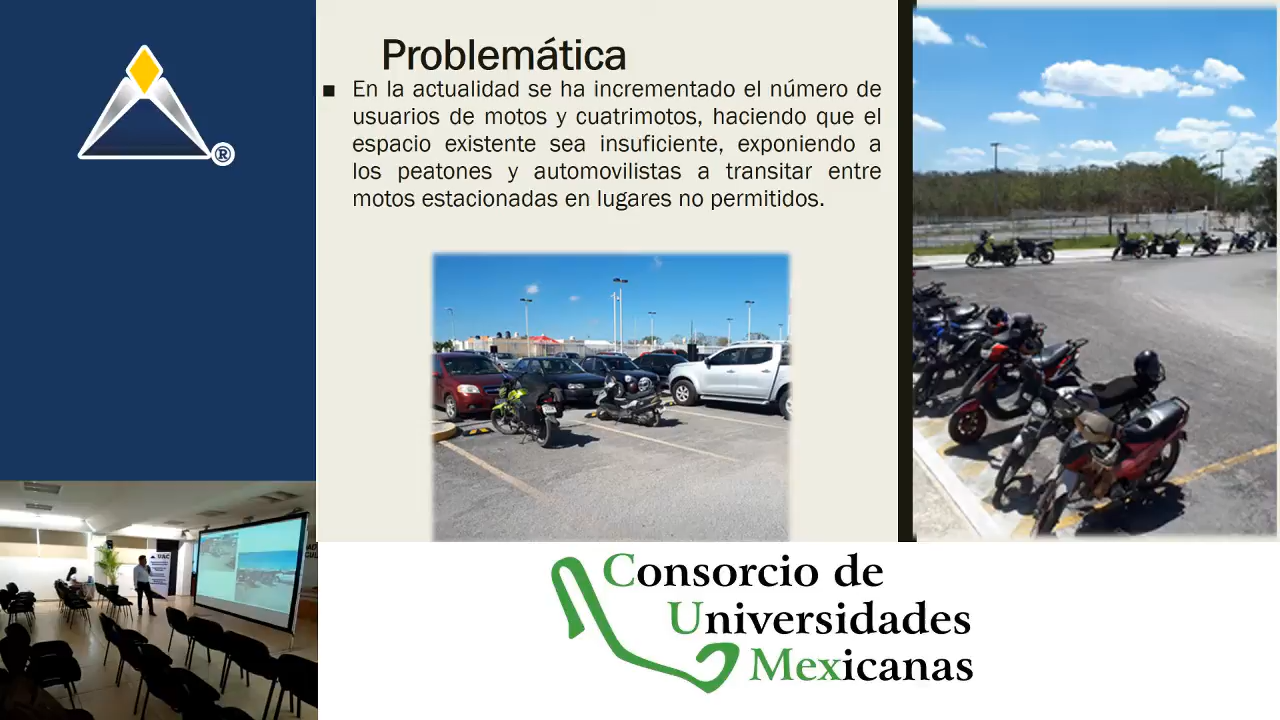 Problemática
■ En la actualidad se ha incrementado el número de
usuarios de motos y cuatrimotos, haciendo que el
espacio existente sea insuficiente, exponiendo a
los peatones y automovilistas a transitar entre
motos estacionadas en lugares no permitidos.
®
UAC
Consorcio de
Universidades
Mexicanas